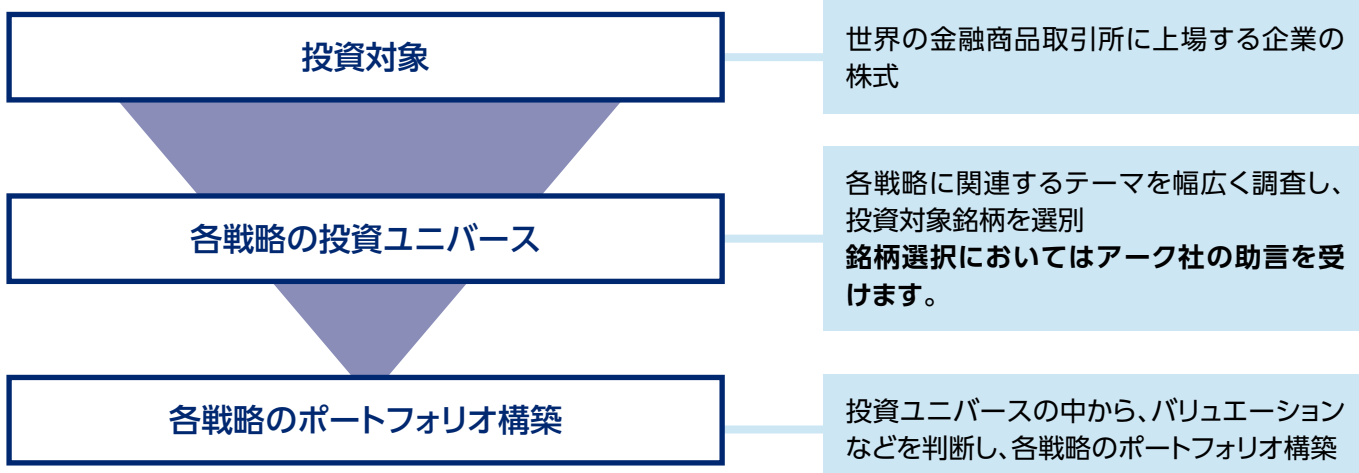 投資対象
世界の金融商品取引所に上場する企業の
株式
各戦略の投資ユニバース
各戦略に関連するテーマを幅広く調査し、
投資対象銘柄を選別
銘柄選択においてはアーク社の助言を受
けます。
各戦略のポートフォリオ構築
投資ユニバースの中から、バリュエーション
などを判断し、各戦略のポートフォリオ構築